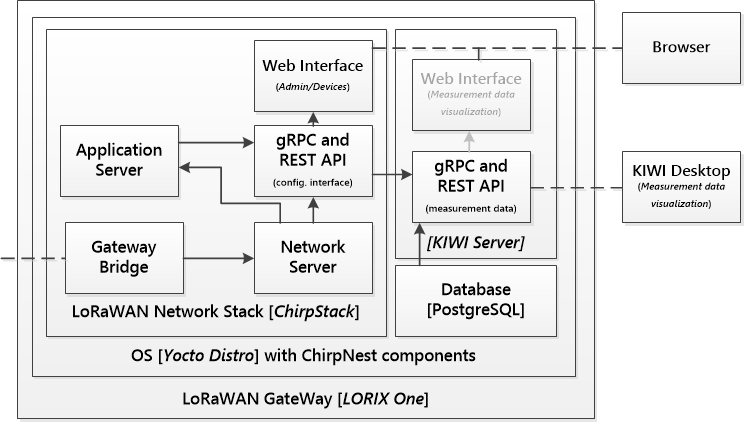 Web Interface
(Admin/Devices)
Web Interface
(Measurement data
visualization)
Browser
Application
Server
gRPC and
REST API
(config. interface)
gRPC and
REST API
(measurement data)
KIWI Desktop
(Measurement data
visualization)
[KIWI Server]
Gateway
Bridge
Network
Server
Database
[PostgreSQL]
LoRaWAN Network Stack [ChirpStack]
OS [Yocto Distro] with ChirpNest components
LoRaWAN GateWay [LORIX One]